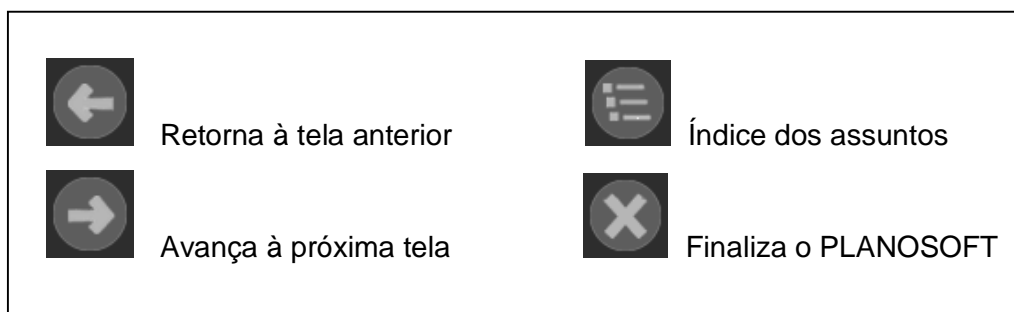 Retorna à tela anterior
Índice dos assuntos
Avança à próxima tela
Finaliza o PLANOSOFT